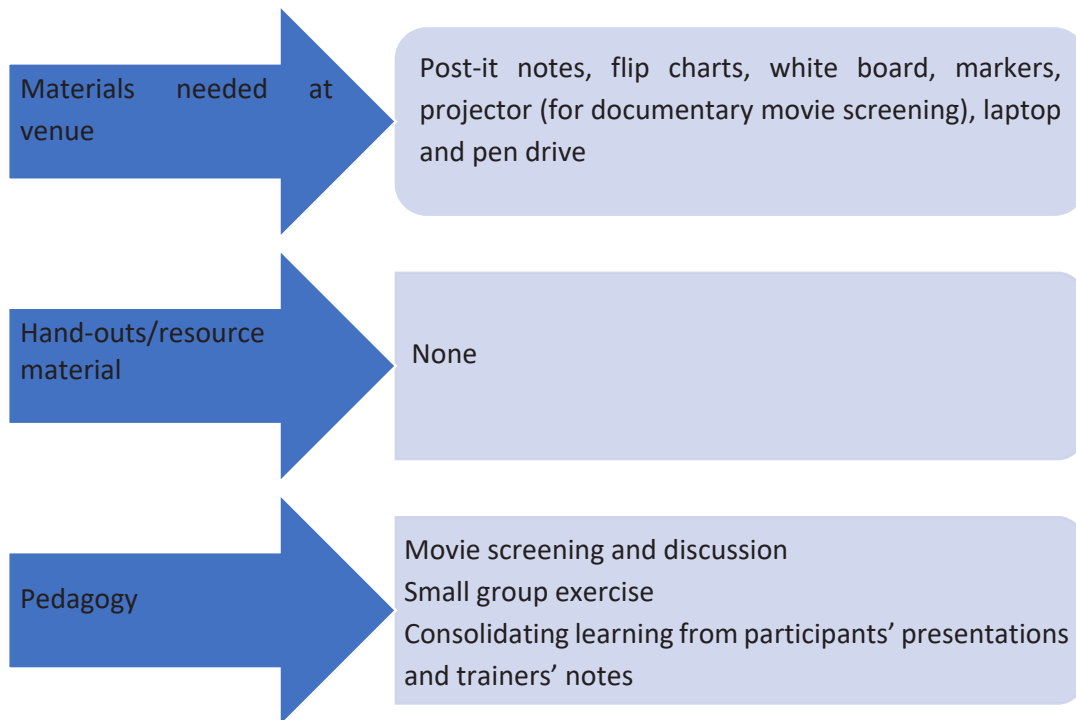 Materials needed at
venue
Post-it notes, flip charts, white board, markers,
projector (for documentary movie screening), laptop
and pen drive
Hand-outs/resource
material
None
Pedagogy
Movie screening and discussion
Small group exercise
Consolidating learning from participants’ presentations
and trainers’ notes